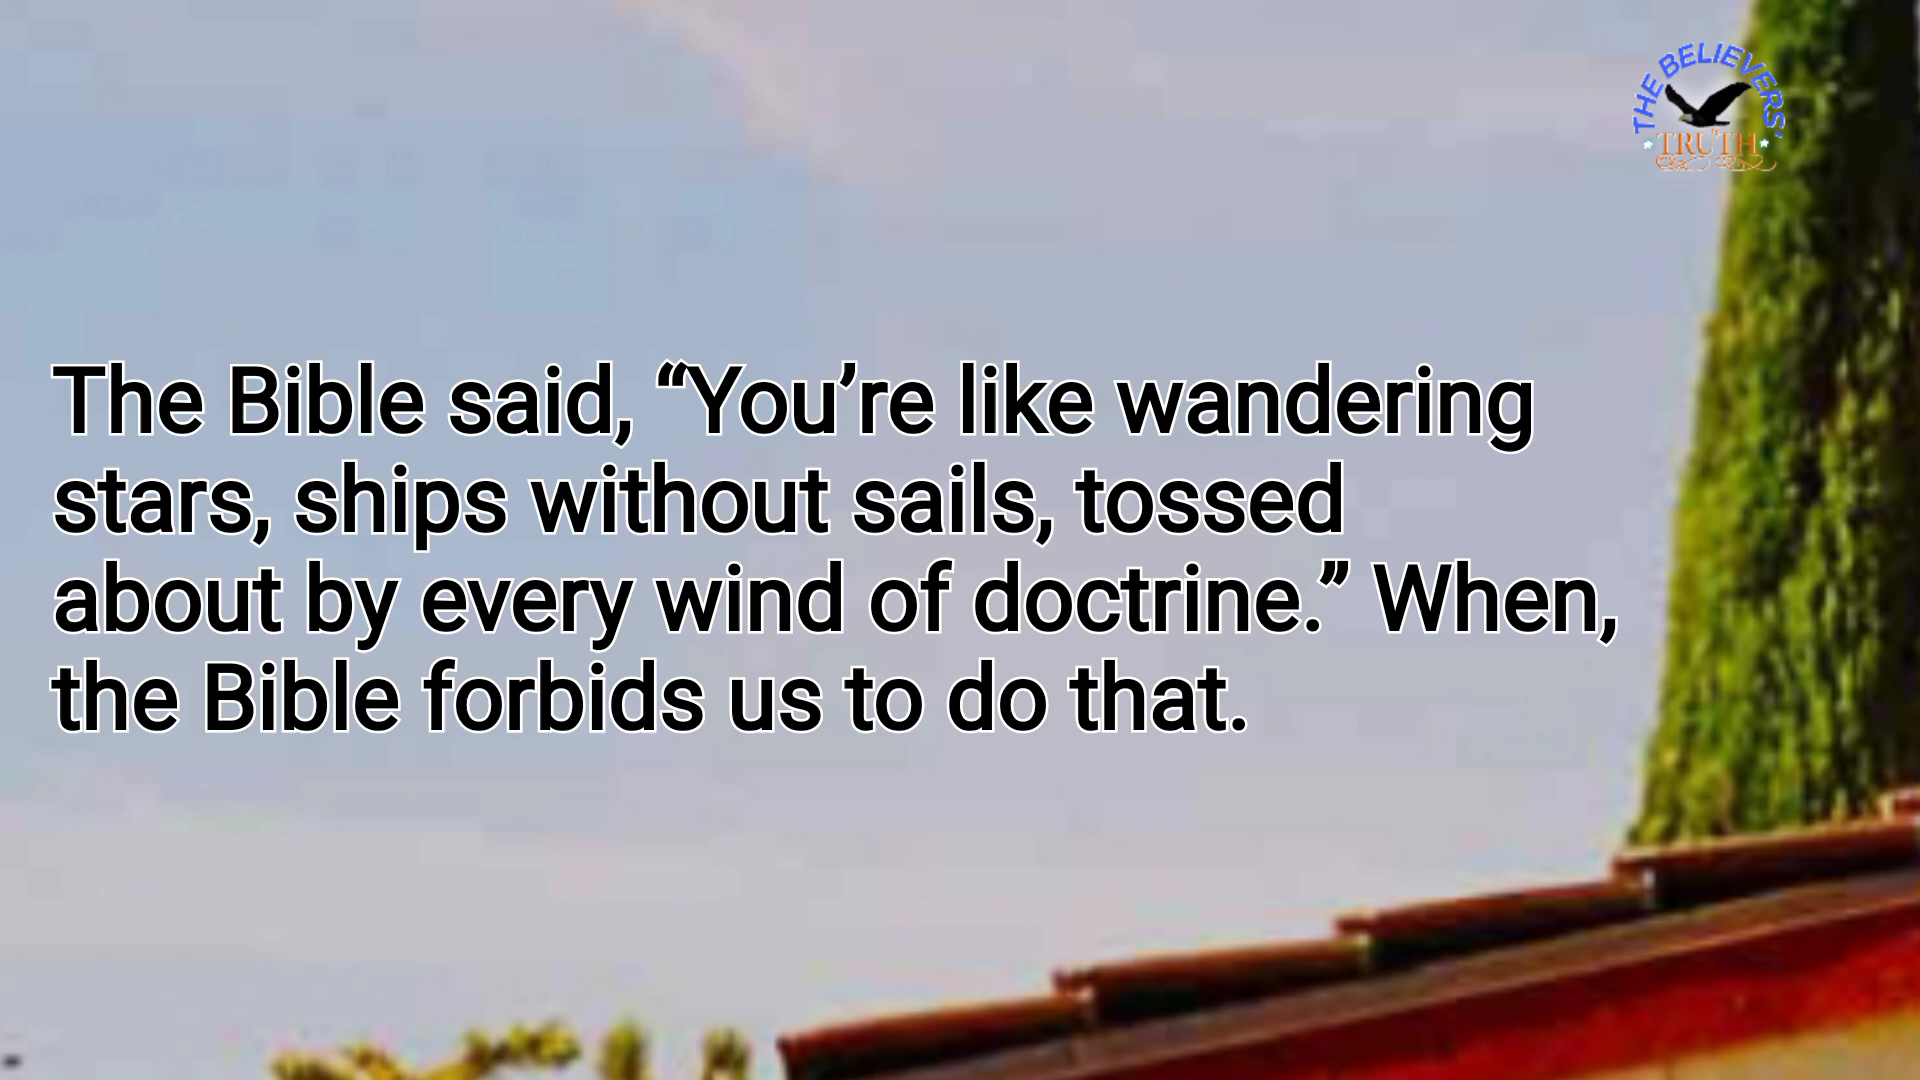 THE BELIEVERS'
TRUTH
The Bible said, “You’re like wandering
stars, ships without sails, tossed
about by every wind of doctrine.” When,
the Bible forbids us to do that.